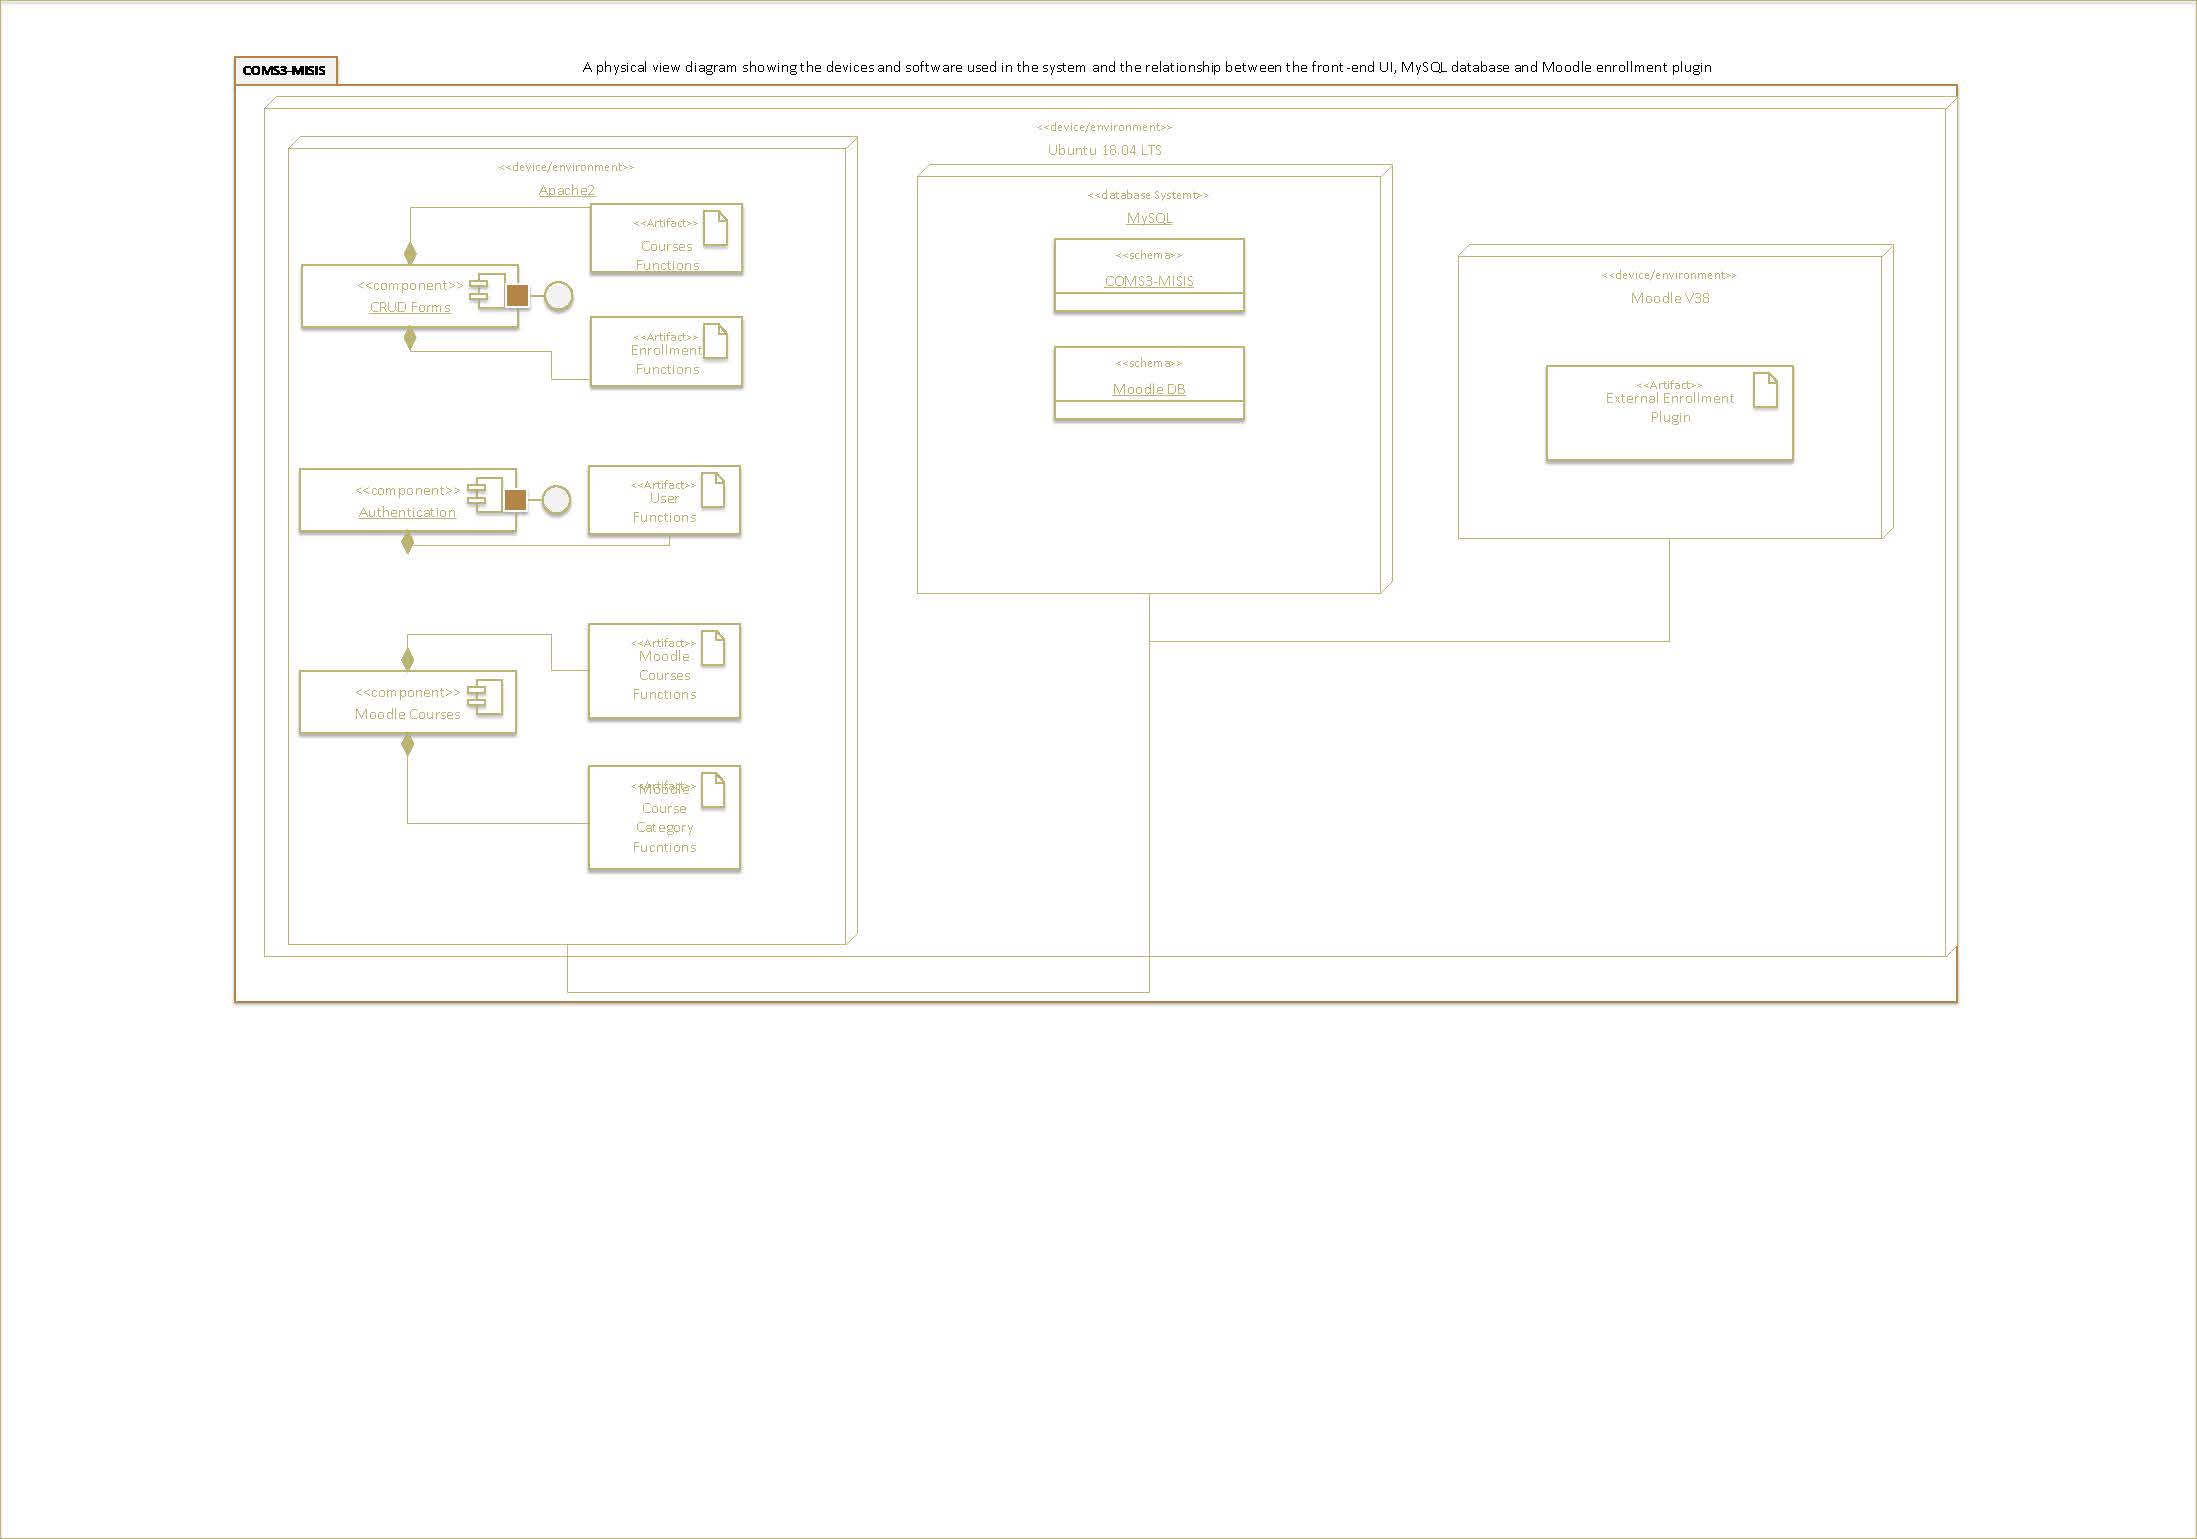 COMS3-MISIS
A physical view diagram showing the devices and software used in the system and the relationship between the front-end UI, MySQL database and Moodle enrollment plugin
<<device/environment>>
Ubuntu 18.04 LTS
<<device/environment>>
Apache2
<<Artifact>>
Courses
Functions
<<component>>
CRUD Forms
<<Artifact>>
Enrollment
Functions
<<component>>
Authentication
<<Artifact>>
User
Functions
<<Artifact>>
Moodle
Courses
Functions
<<component>>
Moodle Courses
<<Artifact>>
Moodle
Course
Category
Fucntions
<<database Systemt>>
MySQL
<<schema>>
COMS3-MISIS
<<schema>>
Moodle DB
<<device/environment>>
Moodle V38
<<Artifact>>
External Enrollment
Plugin